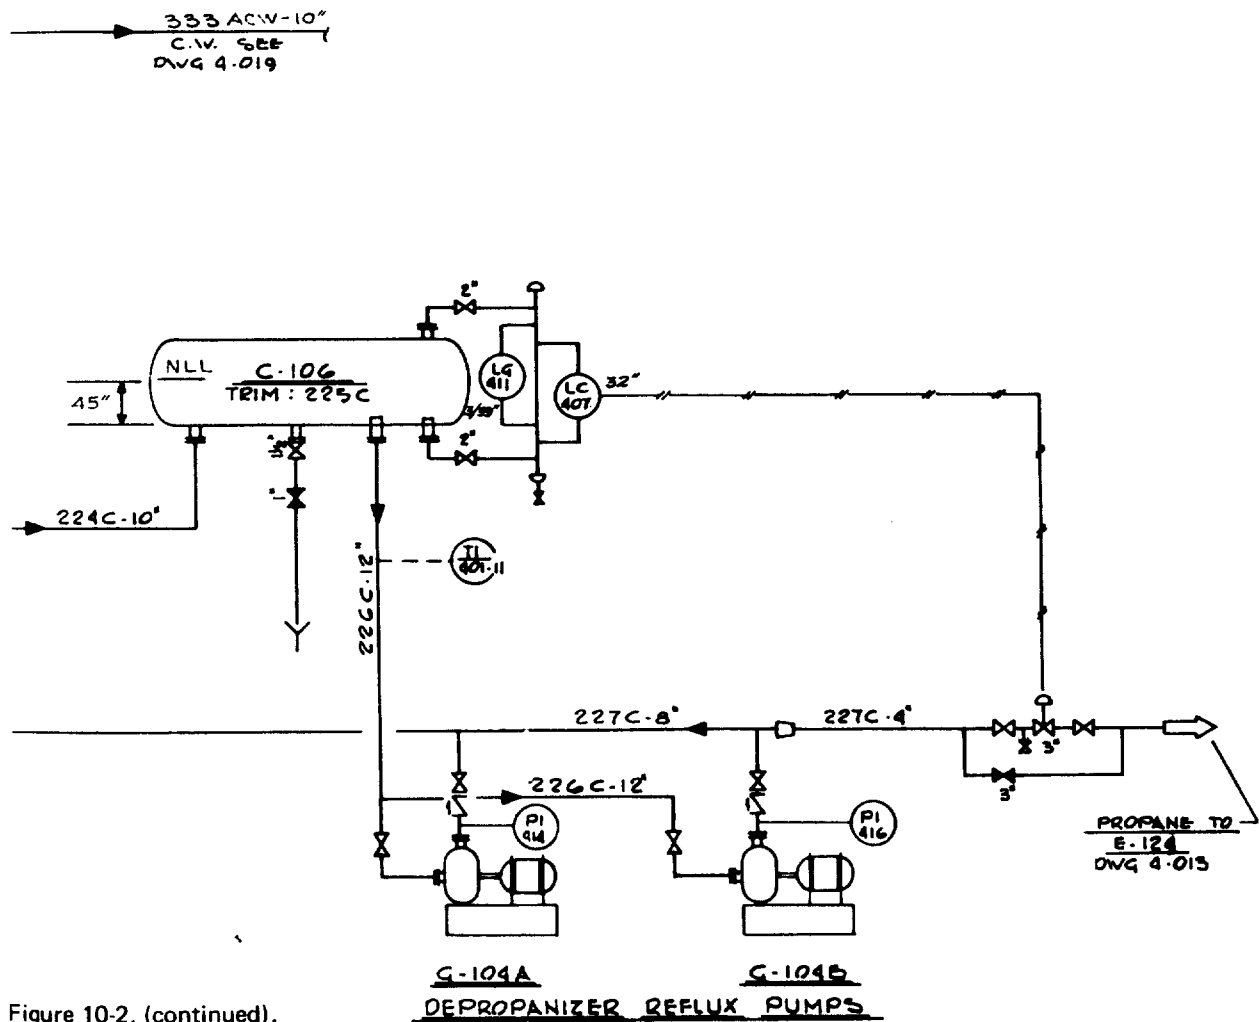 333 ACW-10"
C.W. SEE
DWG 4.019
2"
NLL
C-106
TRIM: 225C
45"
LG
411
LC
407
32"
2"
1"
224C-10"
TI
401-11
226C-12"
227C-8"
227C-4"
3"
3"
226C-12"
PI
414
PI
416
PROPANE TO
E-124
DWG 4.013
G-104A
G-104B
DEPROPANIZER REFLUX PUMPS
Figure 10-2. (continued).